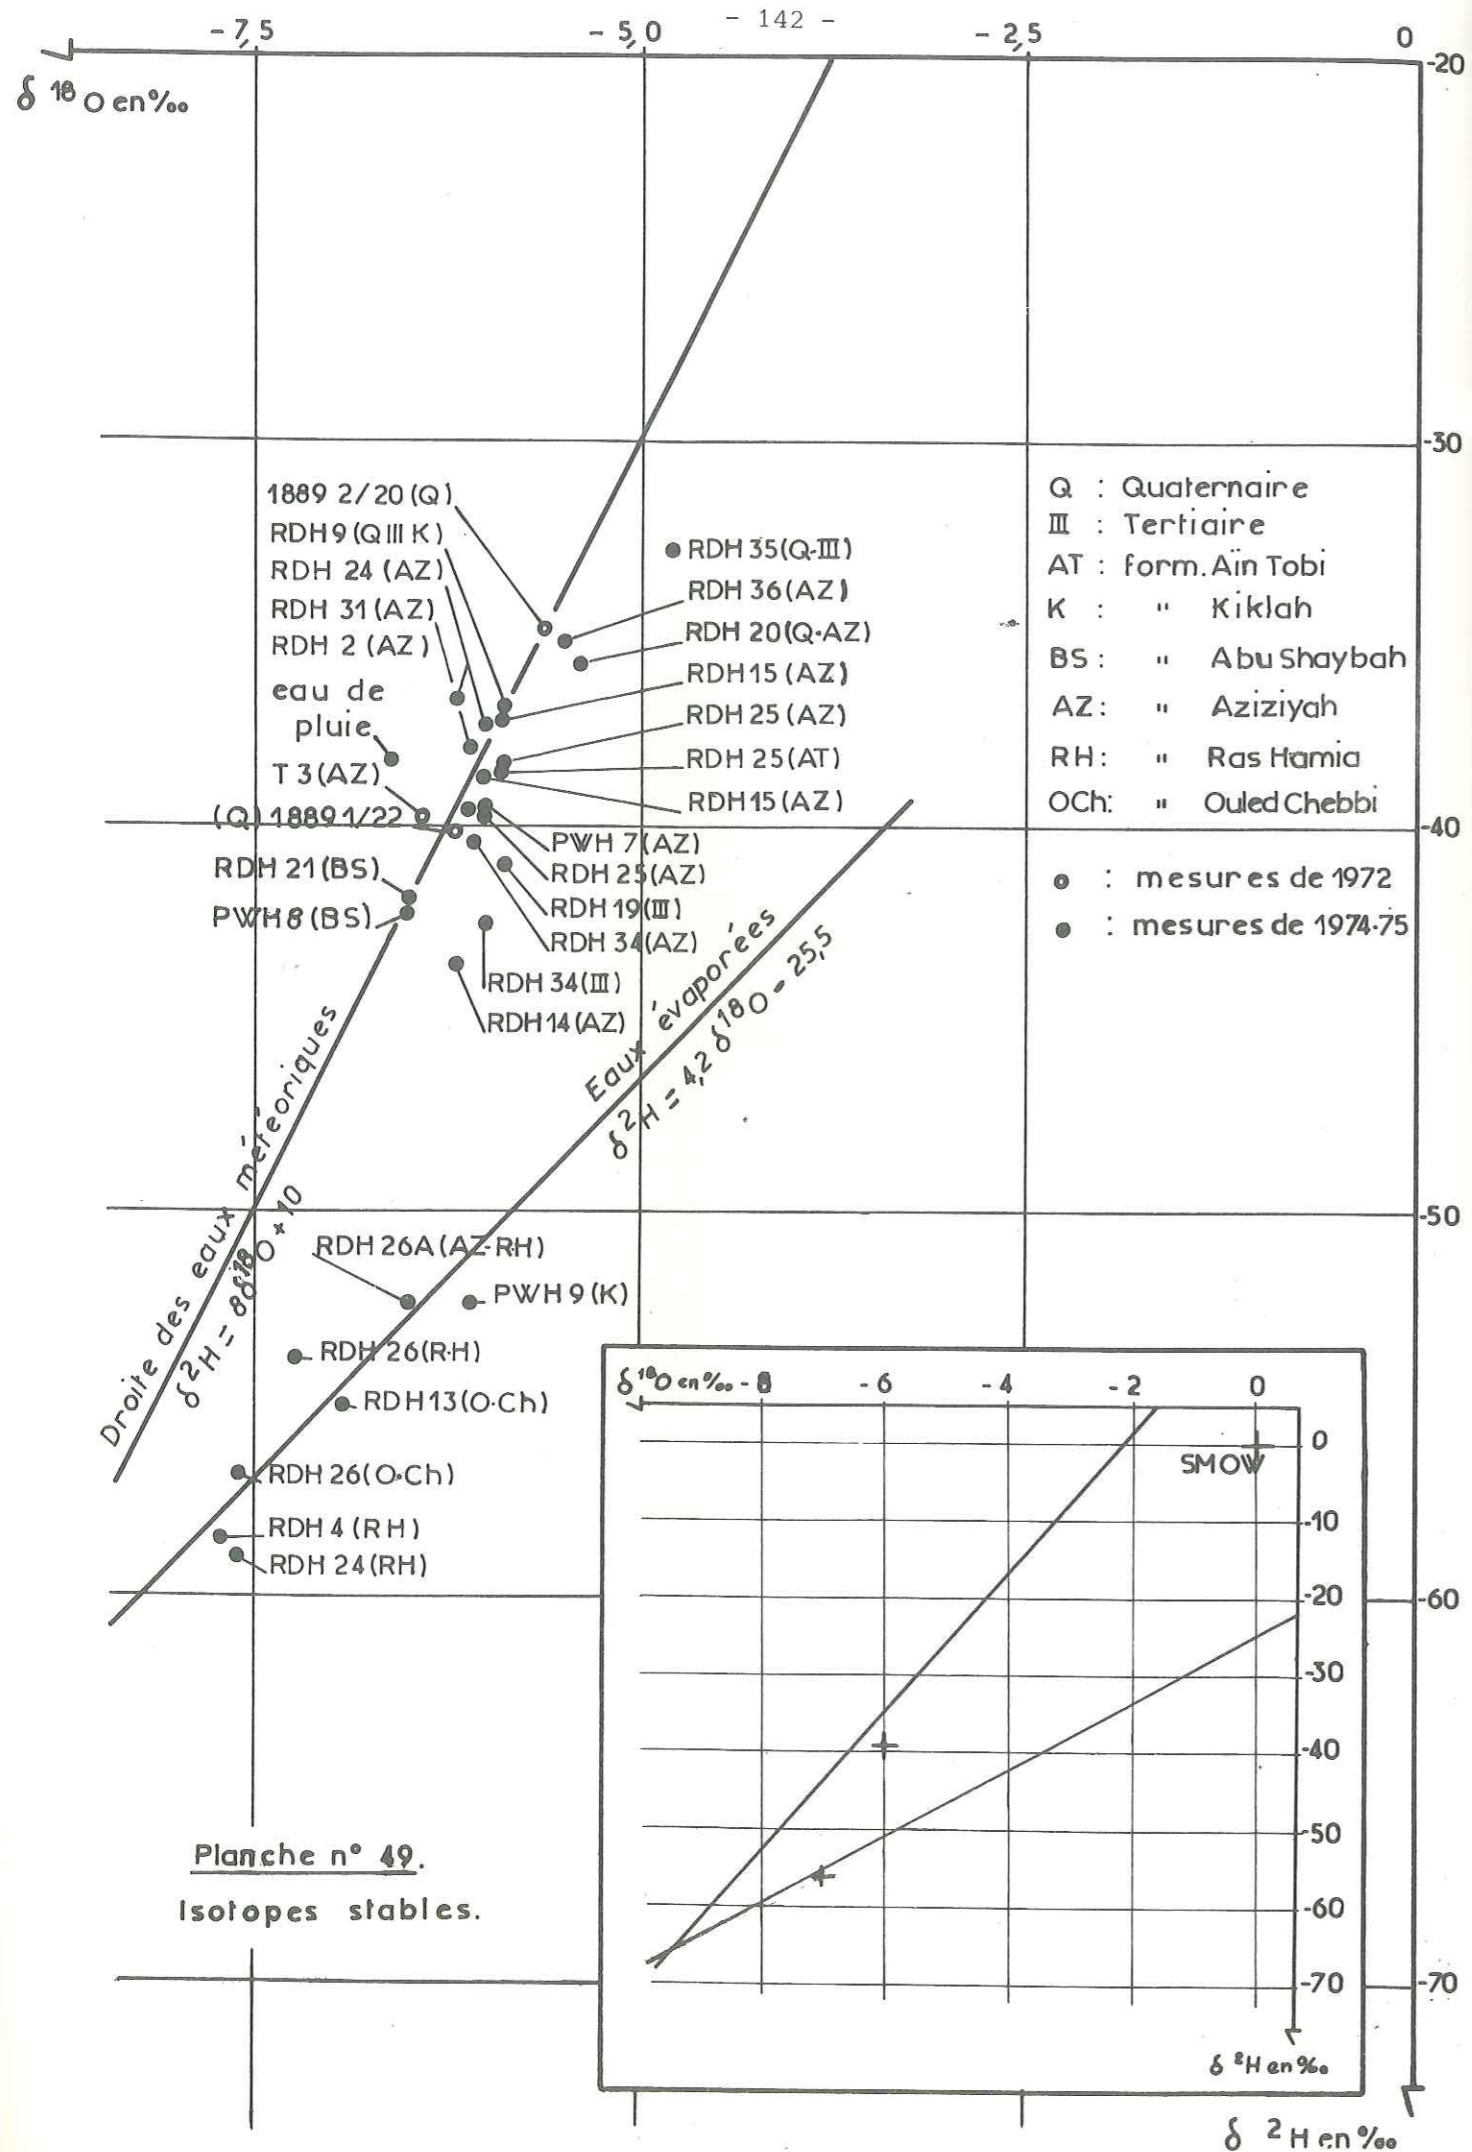 - 142 -
-7,5
-5,0
-2,5
0
δ 18 O en ‰
-20
-30
-40
-50
-60
-70
1889 2/20 (Q)
RDH 9 (Q III K)
RDH 24 (AZ)
RDH 31 (AZ)
RDH 2 (AZ)
eau de
pluie
T 3 (AZ)
(Q) 1889 1/22
RDH 21 (BS)
PWH 8 (BS)
RDH 35 (Q-III)
RDH 36 (AZ)
RDH 20 (Q·AZ)
RDH 15 (AZ)
RDH 25 (AZ)
RDH 25 (AT)
RDH 15 (AZ)
PWH 7 (AZ)
RDH 25 (AZ)
RDH 19 (III)
RDH 34 (AZ)
RDH 34 (III)
RDH 14 (AZ)
Q : Quaternaire
III : Tertiaire
AT : form. Aïn Tobi
K : " Kiklah
BS : " Abu Shaybah
AZ : " Aziziyah
RH : " Ras Hamia
OCh : " Ouled Chebbi
: mesures de 1972
: mesures de 1974-75
Droite des eaux météoriques
δ²H = 8δ¹⁸O + 10
Eaux évaporées
δ²H = 4,2 δ¹⁸O - 25,5
RDH 26A (AZ-RH)
PWH 9 (K)
RDH 26 (R·H)
RDH 13 (O·Ch)
RDH 26 (O·Ch)
RDH 4 (RH)
RDH 24 (RH)
δ¹⁸O en ‰ -8 -6 -4 -2 0
0
SMOW
-10
-20
-30
-40
-50
-60
-70
δ ²H en ‰
Planche n° 49.
Isotopes stables.
δ ²H en ‰